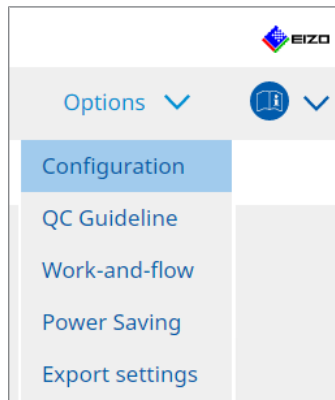 EIZO
Options
Configuration
QC Guideline
Work-and-flow
Power Saving
Export settings